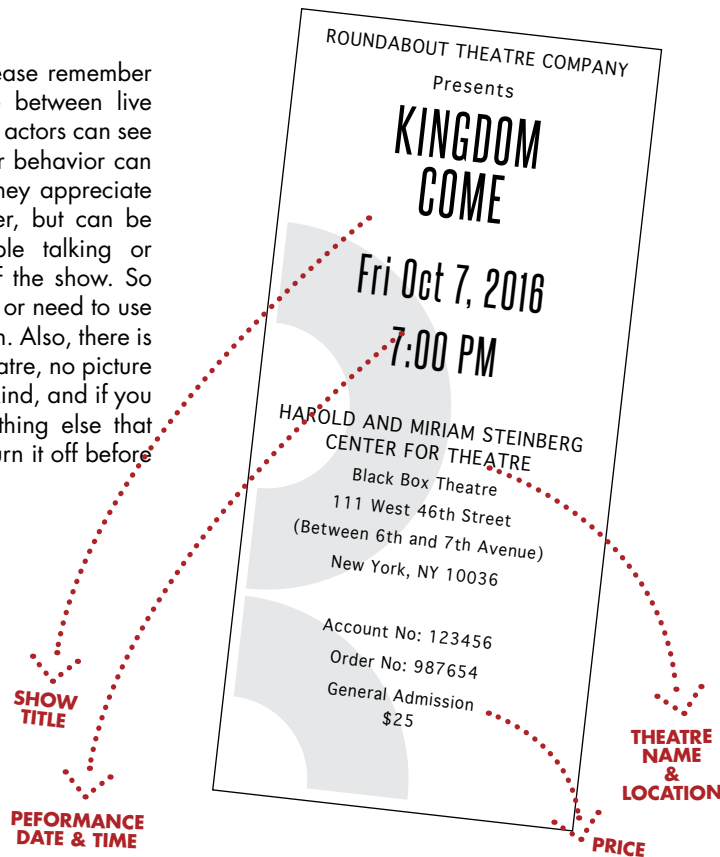 ease remember
between live
actors can see
r behavior can
hey appreciate
er, but can be
ple talking or
f the show. So
or need to use
n. Also, there is
atre, no picture
kind, and if you
thing else that
urn it off before
ROUNDABOUT THEATRE COMPANY
Presents
KINGDOM
COME
Fri Oct 7, 2016
7:00 PM
HAROLD AND MIRIAM STEINBERG
CENTER FOR THEATRE
Black Box Theatre
111 West 46th Street
(Between 6th and 7th Avenue)
New York, NY 10036
Account No: 123456
Order No: 987654
General Admission
$25
SHOW
TITLE
PEFORMANCE
DATE & TIME
THEATRE
NAME
&
LOCATION
PRICE